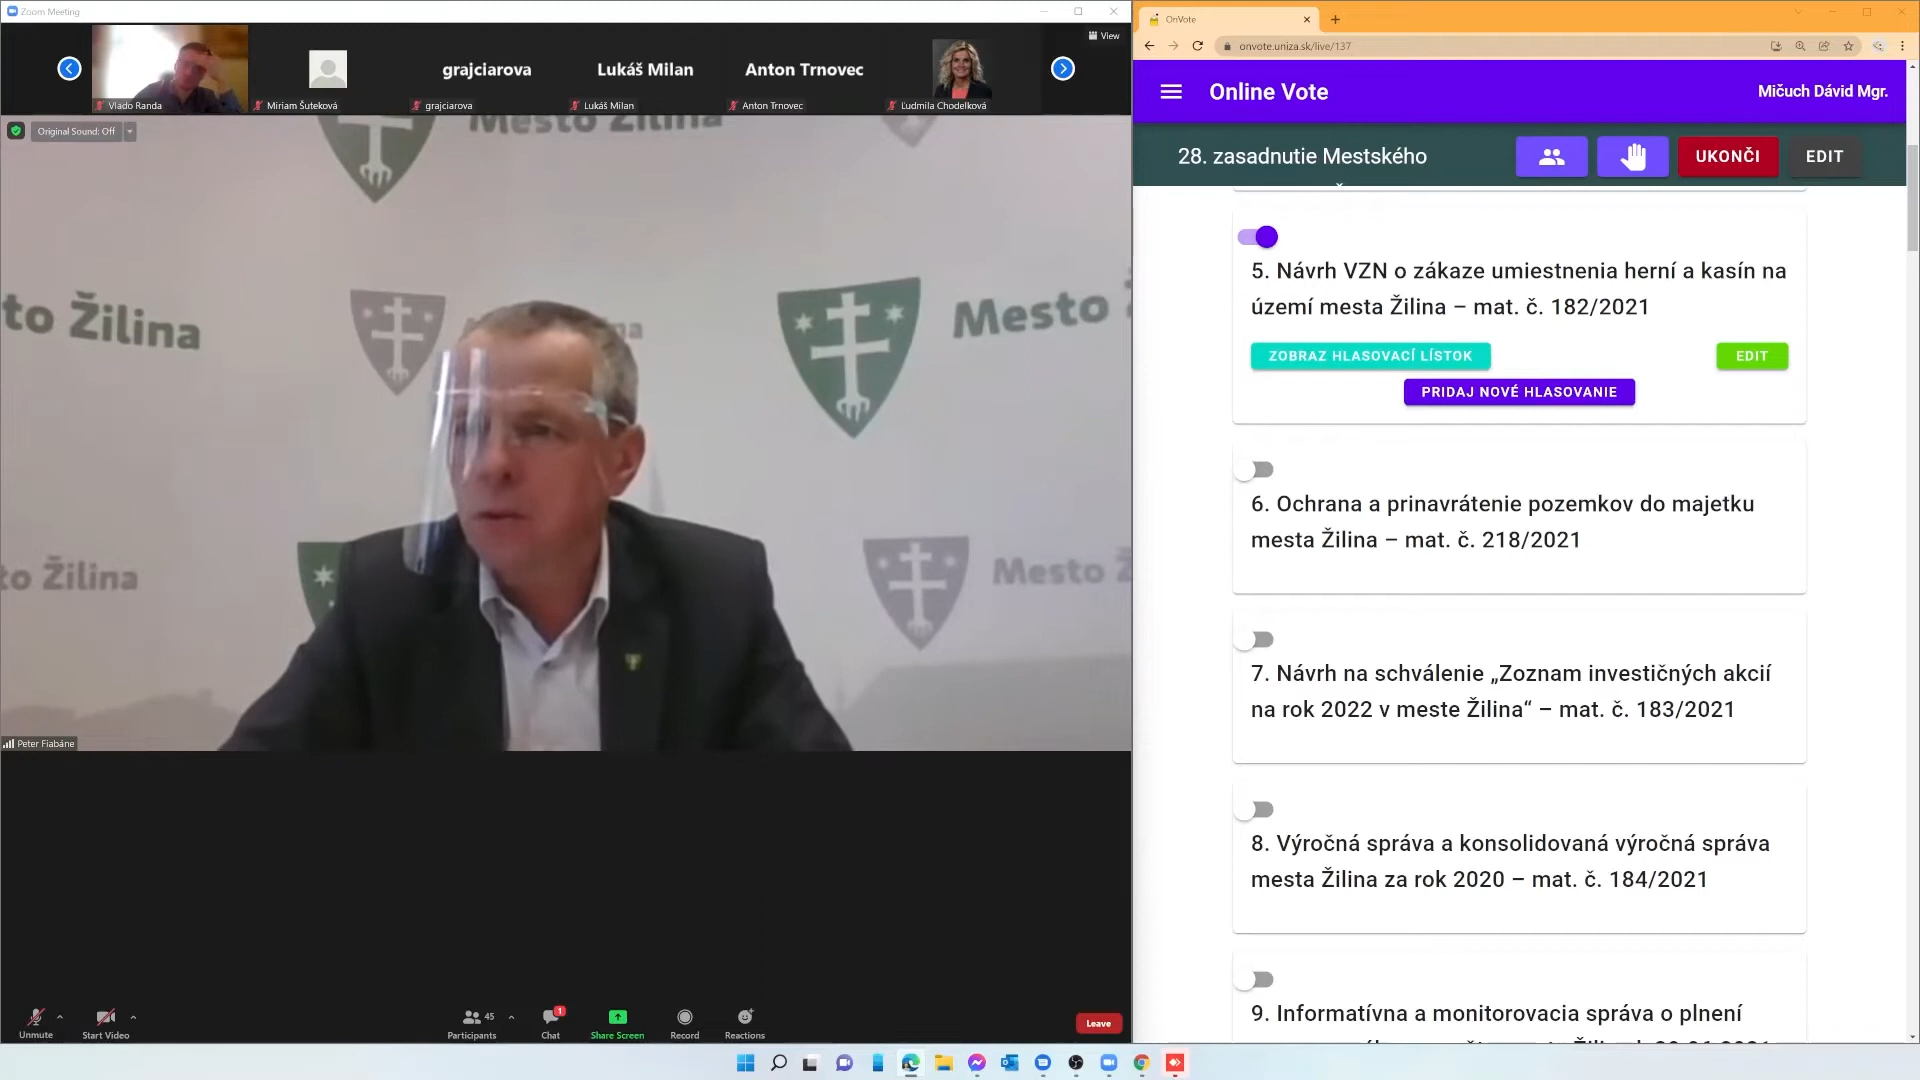 Zoom Meeting
View
grajciarova
Lukáš Milan
Anton Trnovec
Vlado Randa
Miriam Šuteková
grajciarova
Lukáš Milan
Anton Trnovec
Ľudmila Chodelková
Original Sound: Off
Mesto Žilina
to Žilina
Mesto
to Žilina
Mesto Ž
Peter Fiabáne
Unmute
Start Video
45
Participants
1
Chat
Share Screen
Record
Reactions
Leave
OnVote
onvote.uniza.sk/live/137
Online Vote
Mičuch Dávid Mgr.
28. zasadnutie Mestského
UKONČI
EDIT
5. Návrh VZN o zákaze umiestnenia herní a kasín na
území mesta Žilina – mat. č. 182/2021
ZOBRAZ HLASOVACÍ LÍSTOK
EDIT
PRIDAJ NOVÉ HLASOVANIE
6. Ochrana a prinavrátenie pozemkov do majetku
mesta Žilina – mat. č. 218/2021
7. Návrh na schválenie „Zoznam investičných akcií
na rok 2022 v meste Žilina“ – mat. č. 183/2021
8. Výročná správa a konsolidovaná výročná správa
mesta Žilina za rok 2020 – mat. č. 184/2021
9. Informatívna a monitorovacia správa o plnení